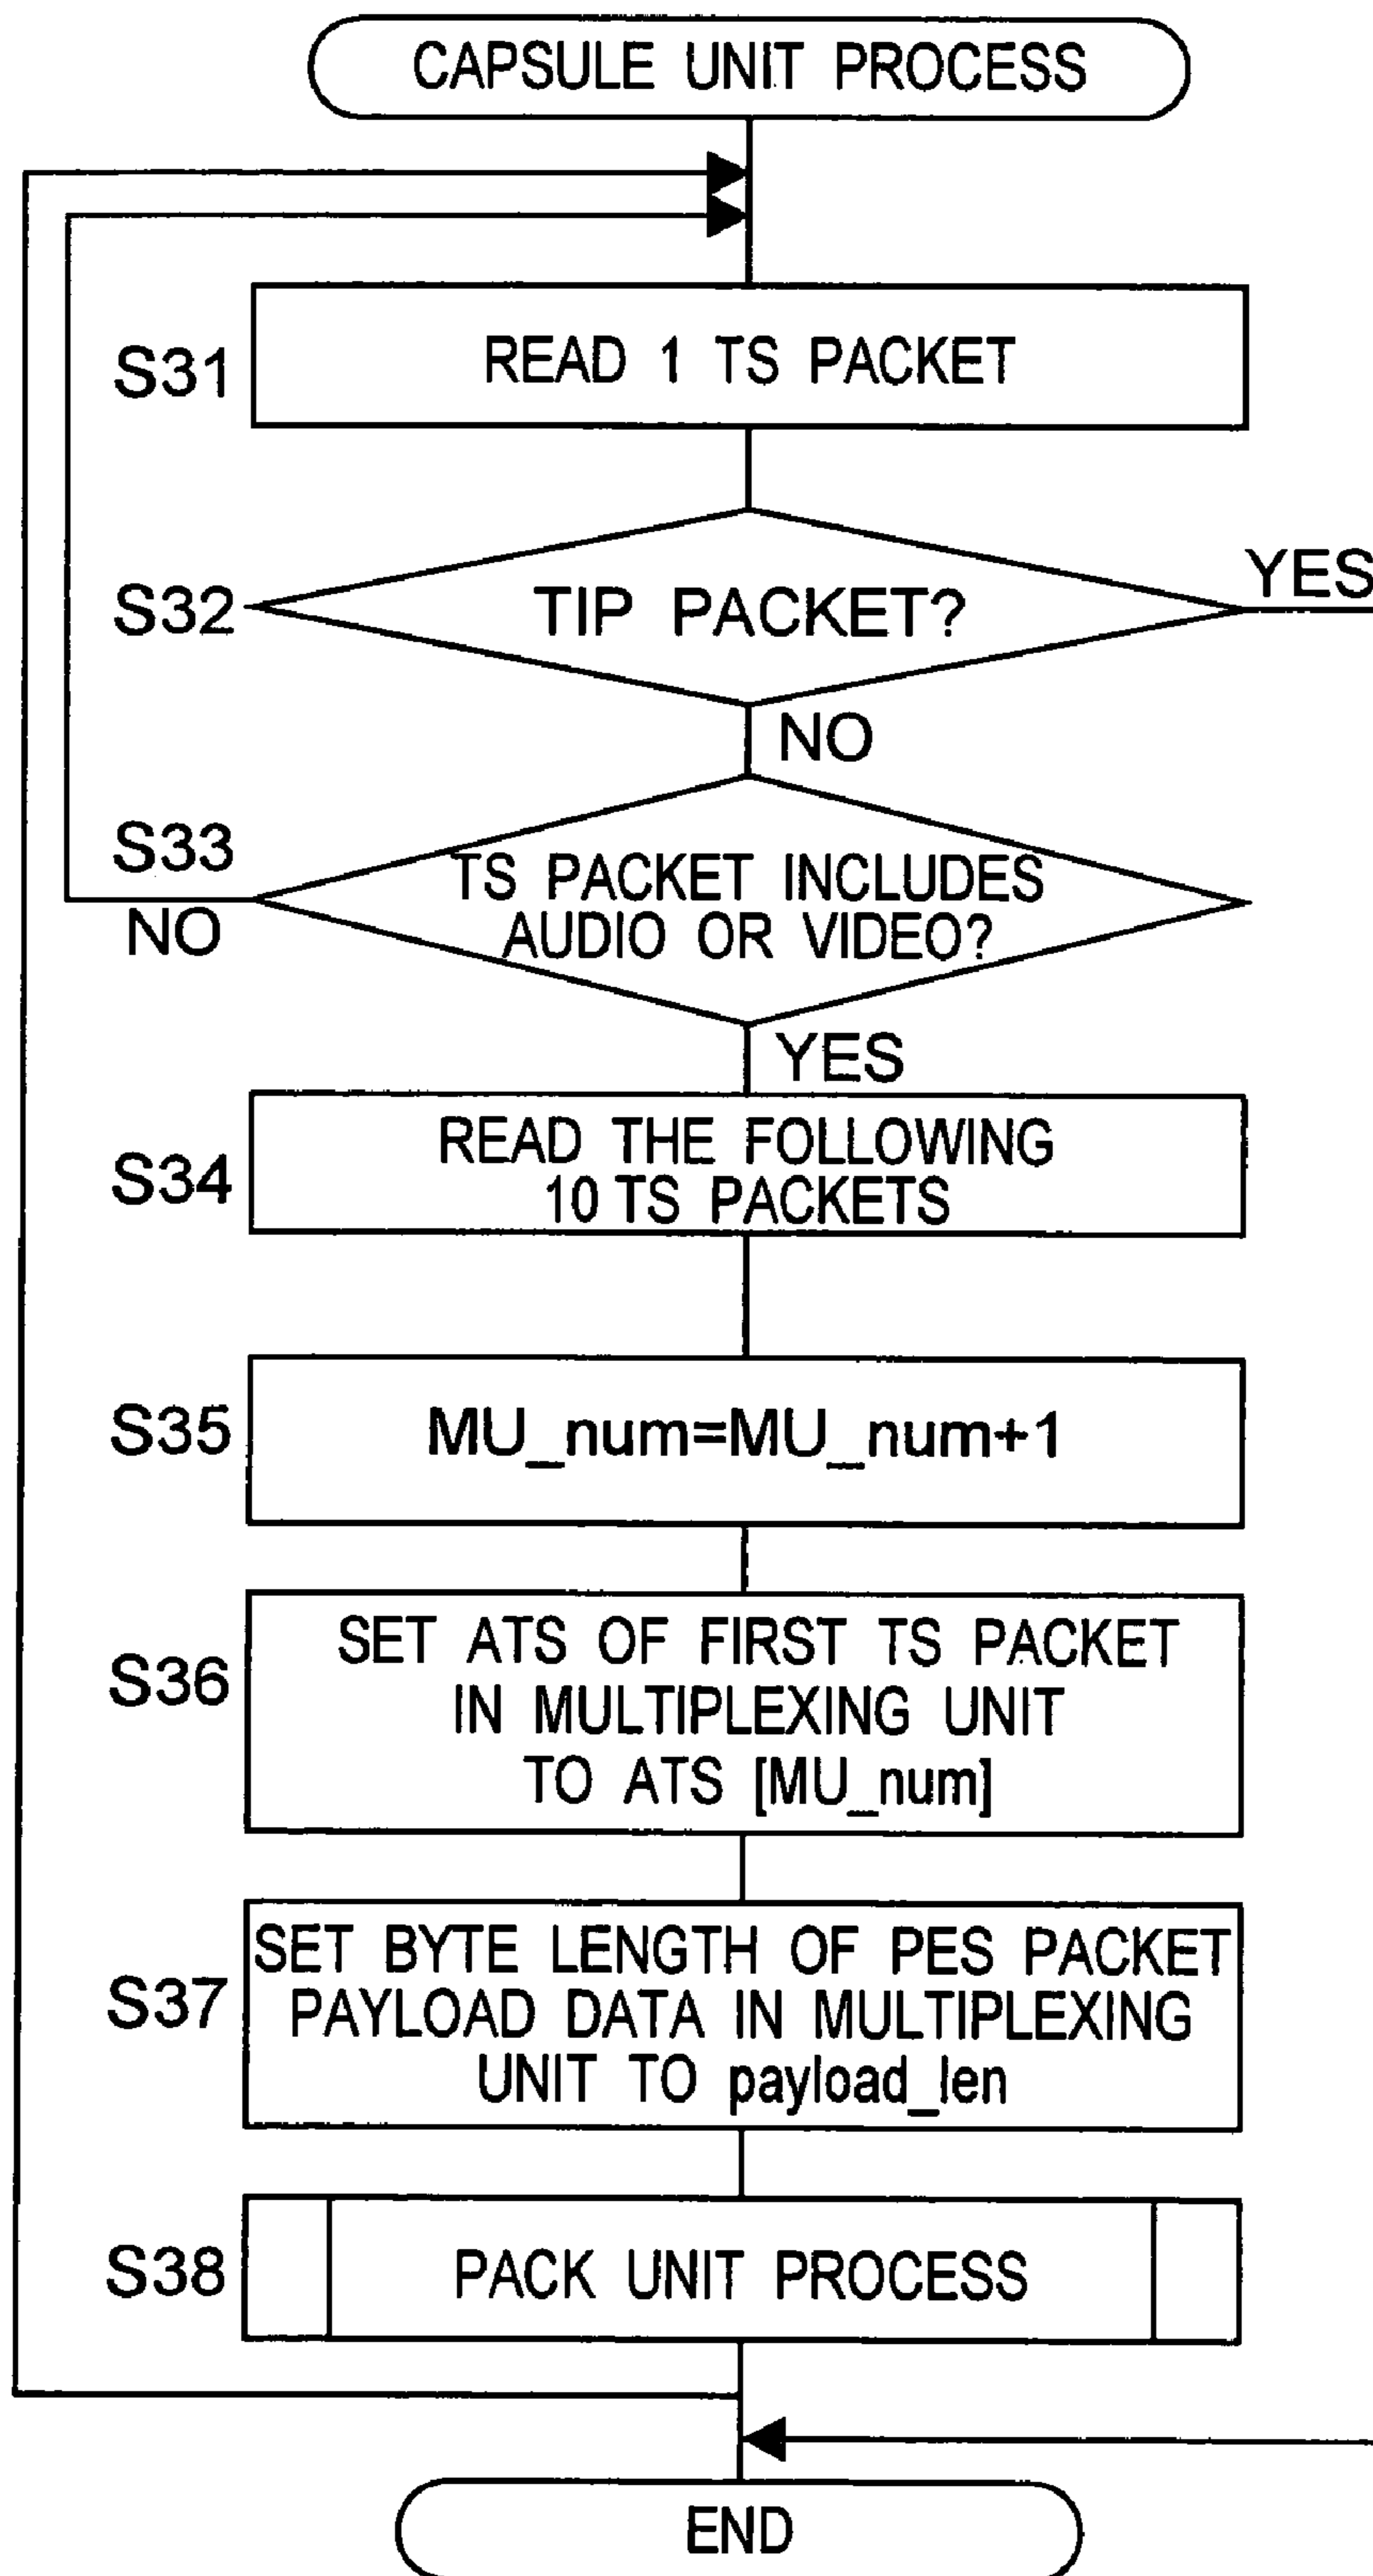 CAPSULE UNIT PROCESS
S31
READ 1 TS PACKET
S32
TIP PACKET?
YES
NO
S33
TS PACKET INCLUDES
AUDIO OR VIDEO?
NO
YES
S34
READ THE FOLLOWING
10 TS PACKETS
S35
MU_num=MU_num+1
S36
SET ATS OF FIRST TS PACKET
IN MULTIPLEXING UNIT
TO ATS [MU_num]
S37
SET BYTE LENGTH OF PES PACKET
PAYLOAD DATA IN MULTIPLEXING
UNIT TO payload_len
S38
PACK UNIT PROCESS
END